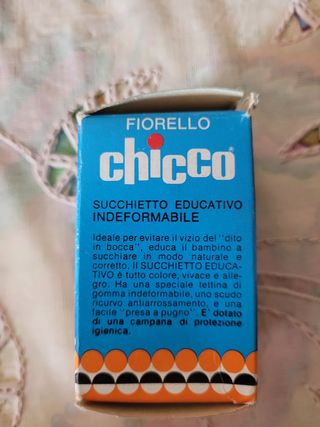 FIORELLO
chicco®
SUCCHIETTO EDUCATIVO
INDEFORMABILE
Ideale per evitare il vizio del "dito
in bocca", educa il bambino a
succhiare in modo naturale e
corretto. Il SUCCHIETTO EDUCA-
TIVO è tutto colore, vivace e alle-
gro. Ha una speciale tettina di
gomma indeformabile, uno scudo
ricurvo antiarrossamento, e una
facile "presa a pugno". E' dotato
di una campana di protezione
igienica.